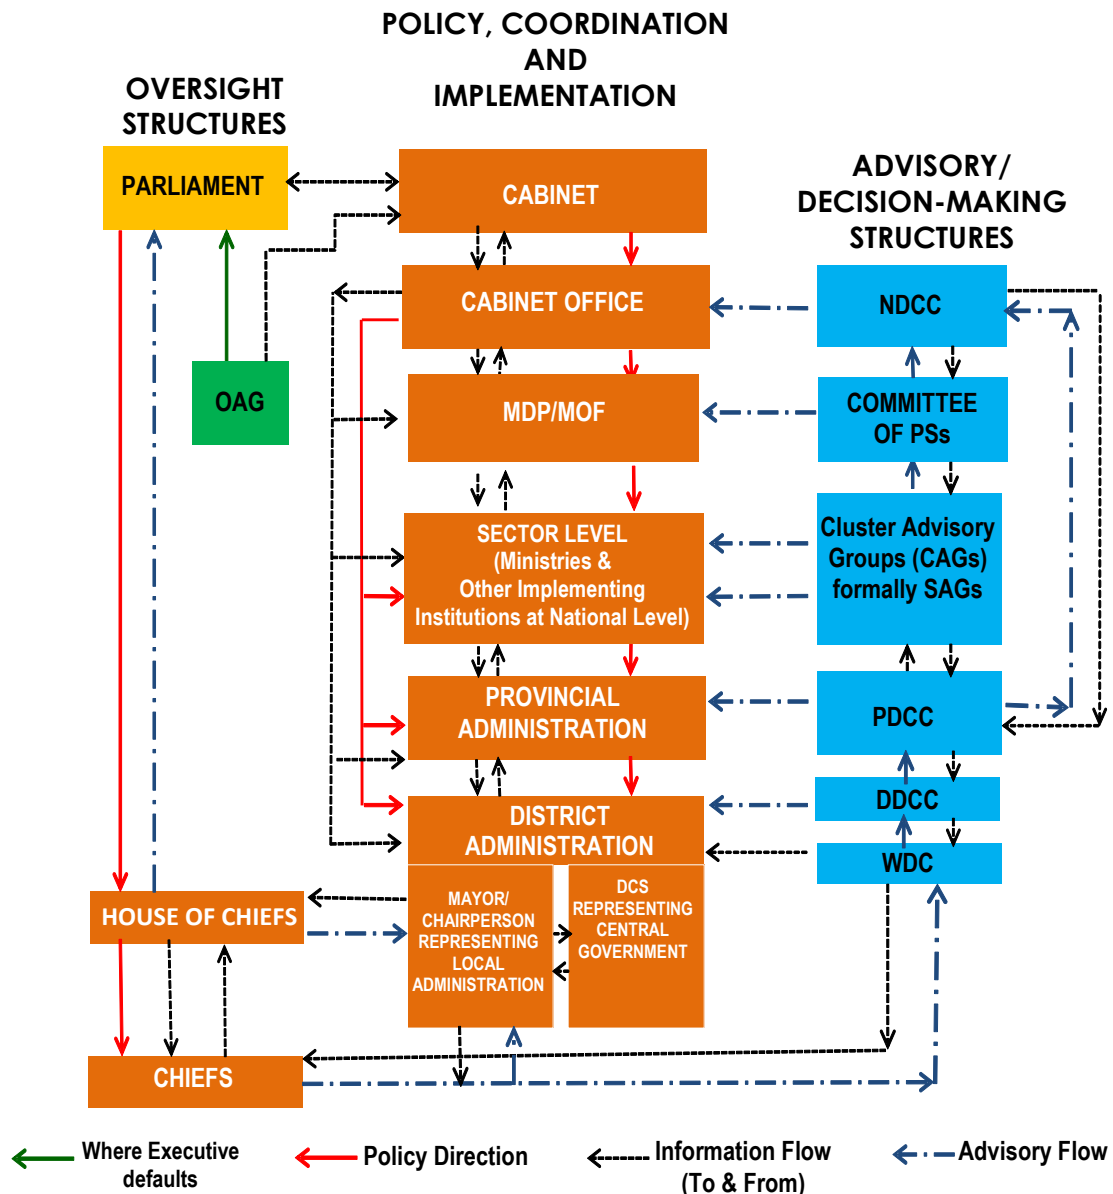 POLICY, COORDINATION
AND
IMPLEMENTATION
OVERSIGHT
STRUCTURES
ADVISORY/
DECISION-MAKING
STRUCTURES
PARLIAMENT
CABINET
CABINET OFFICE
NDCC
OAG
MDP/MOF
COMMITTEE
OF PSs
SECTOR LEVEL
(Ministries &
Other Implementing
Institutions at National Level)
Cluster Advisory
Groups (CAGs)
formally SAGs
PROVINCIAL
ADMINISTRATION
PDCC
DISTRICT
ADMINISTRATION
DDCC
WDC
HOUSE OF CHIEFS
MAYOR/
CHAIRPERSON
REPRESENTING
LOCAL
ADMINISTRATION
DCS
REPRESENTING
CENTRAL
GOVERNMENT
CHIEFS
Where Executive
defaults
Policy Direction
Information Flow
(To & From)
Advisory Flow